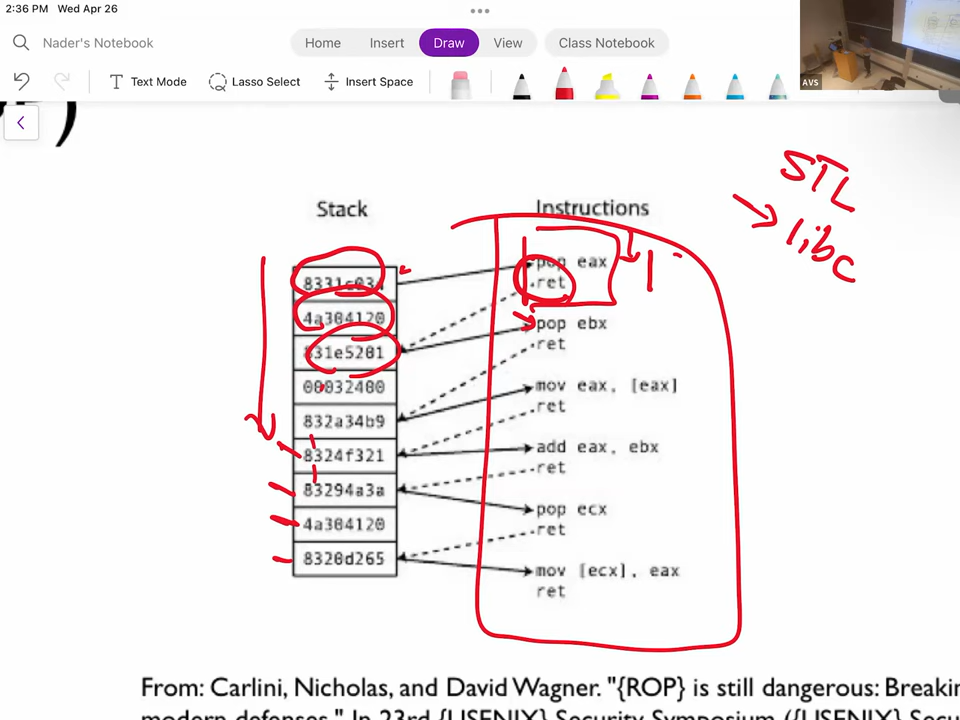 2:36 PM Wed Apr 26
Nader's Notebook
Home Insert Draw View Class Notebook
Text Mode Lasso Select Insert Space
AVS
STL
→ libc
Stack Instructions
pop eax
ret
4a304120
pop ebx
831e5201
ret
00032400
mov eax, [eax]
ret
832a34b9
add eax, ebx
8324f321
ret
83294a3a
pop ecx
4a304120
ret
8320d265
mov [ecx], eax
ret
From: Carlini, Nicholas, and David Wagner. "{ROP} is still dangerous: Breaking
modern defenses." In 23rd {USENIX} Security Symposium ({USENIX}